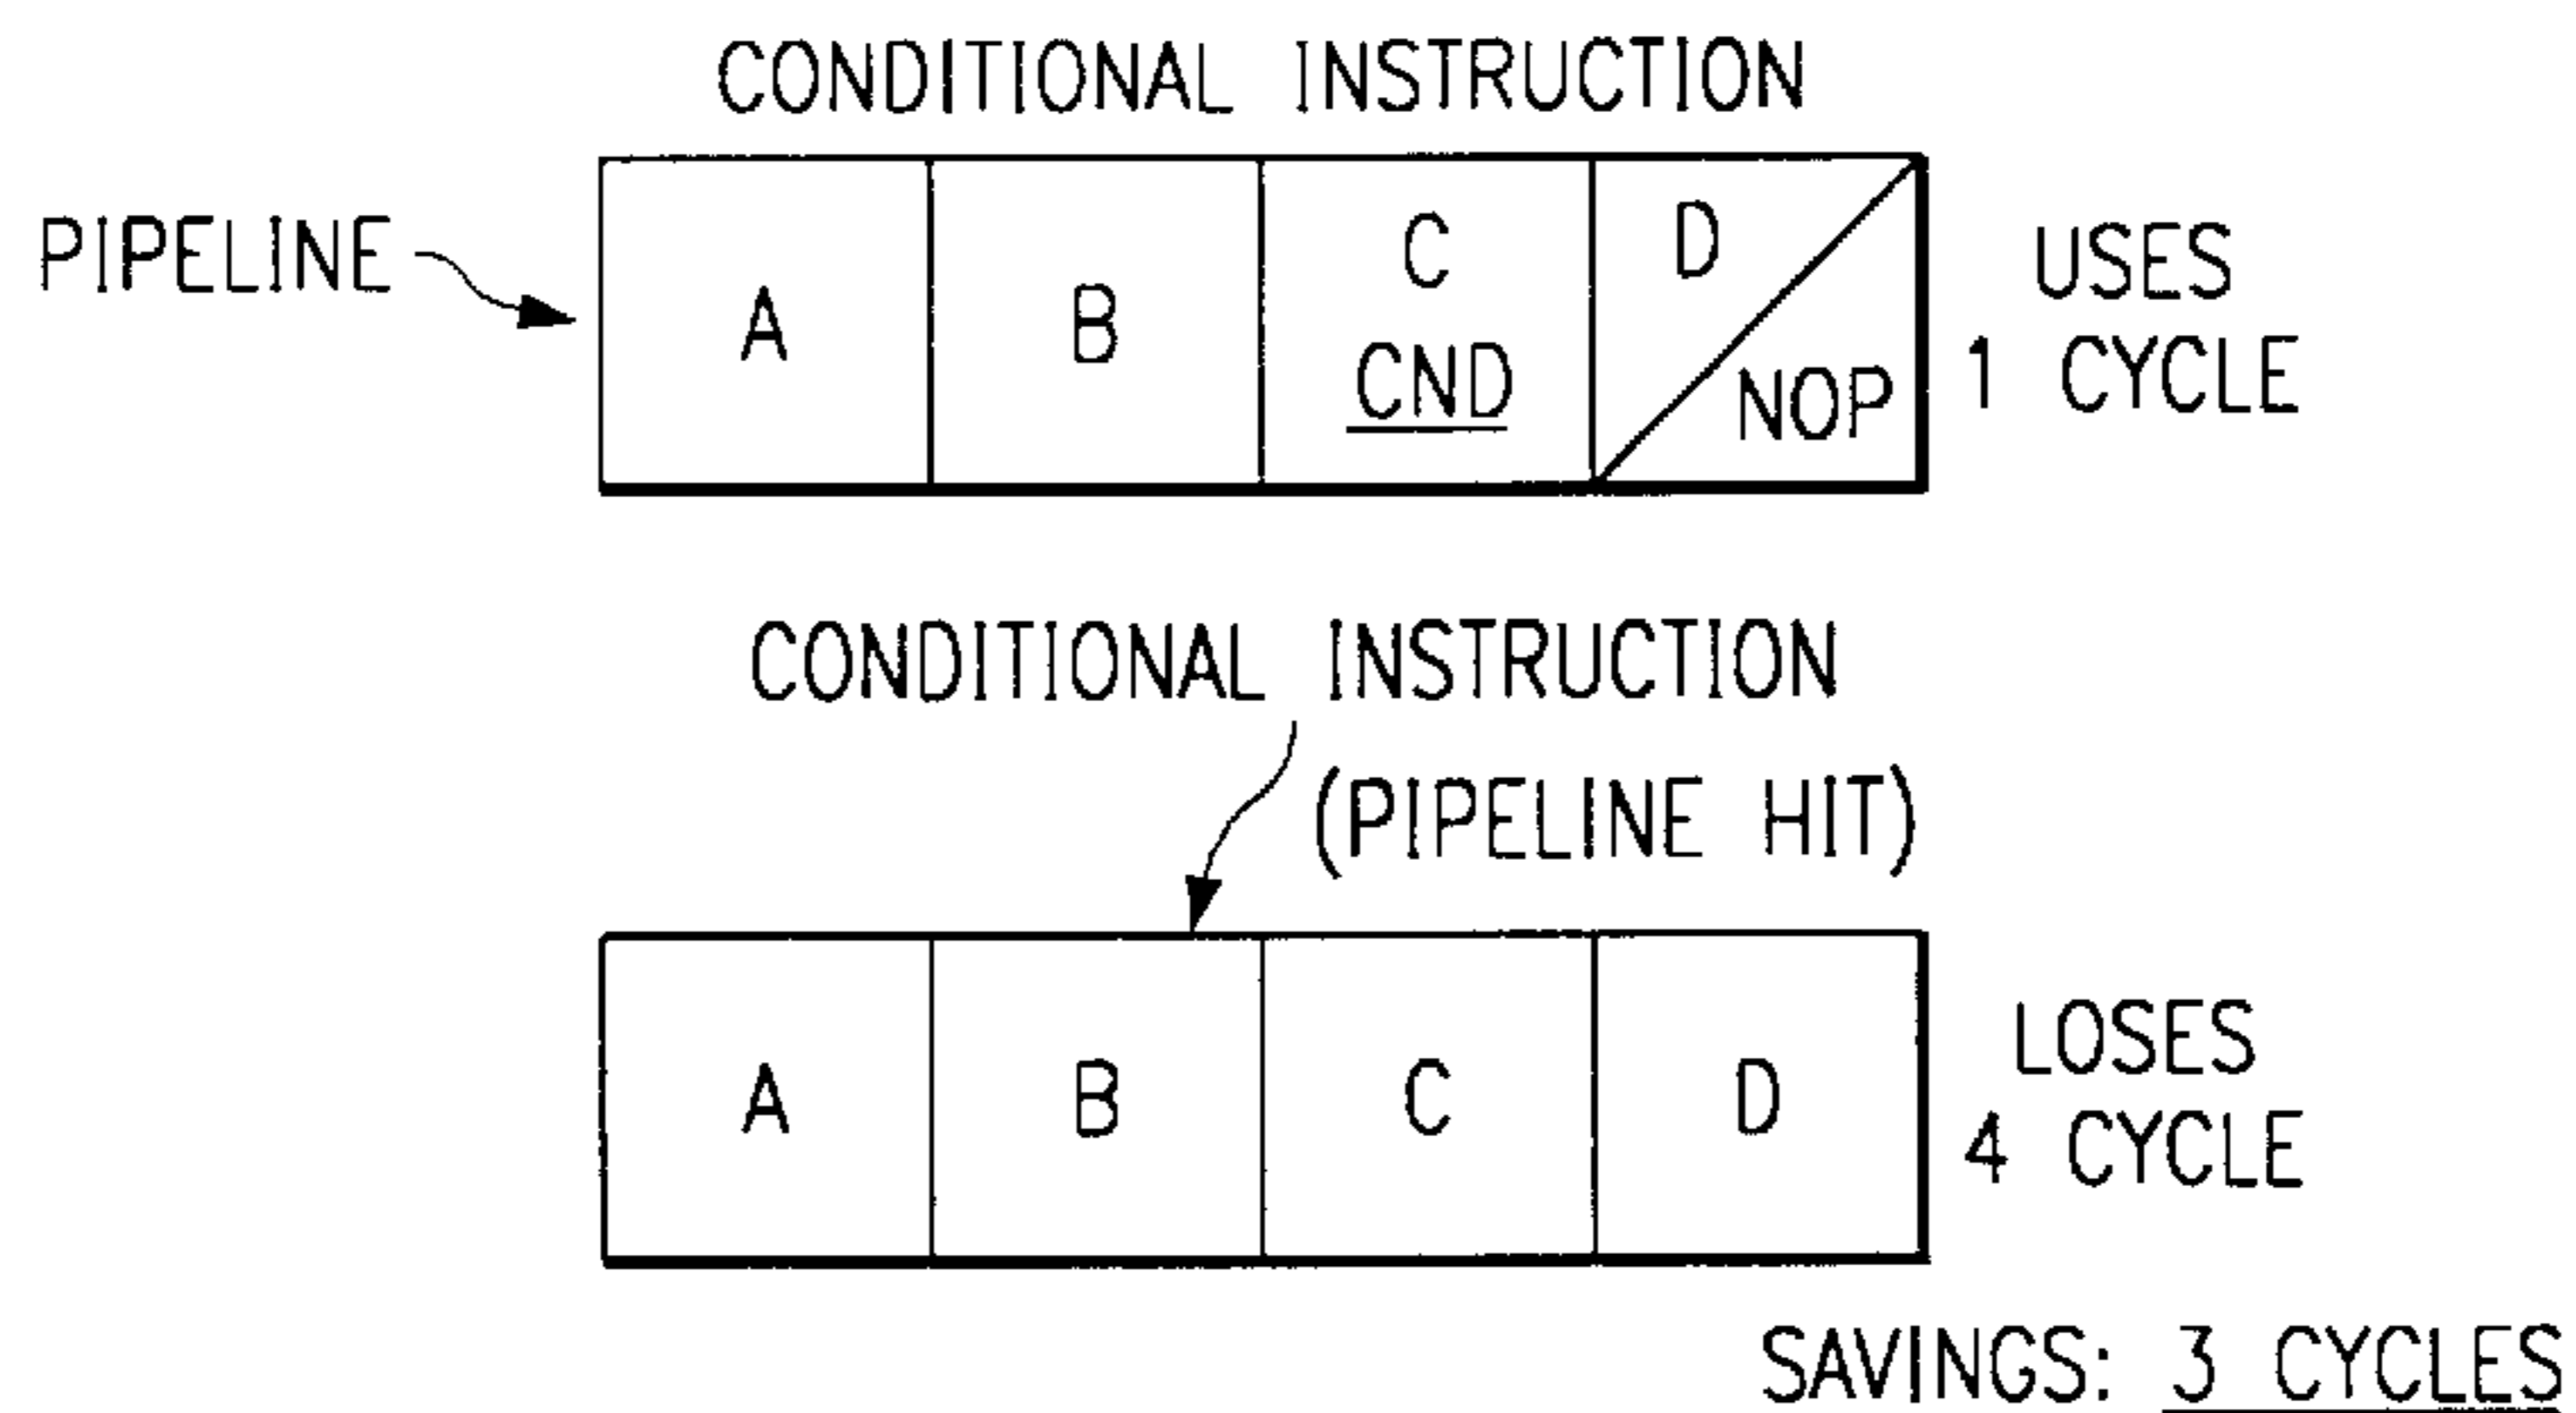 CONDITIONAL INSTRUCTION
PIPELINE
A
B
C
CND
D
NOP
USES
1 CYCLE
CONDITIONAL INSTRUCTION
(PIPELINE HIT)
A
B
C
D
LOSES
4 CYCLE
SAVINGS: 3 CYCLES